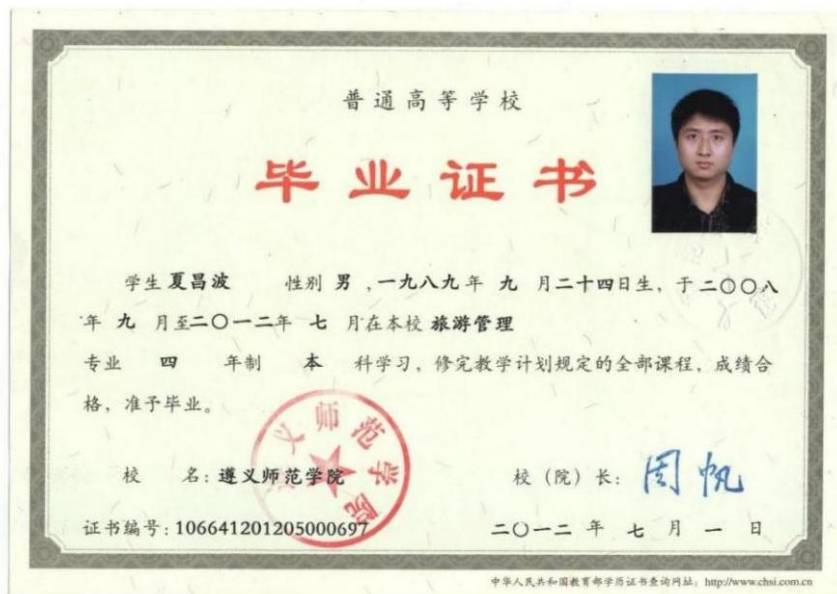 普通高等学校
毕业证书
学生 夏昌波 性别 男 ,一九八九年 九 月二十四日生，于二〇〇八
年 九 月至二〇一二年 七 月在本校 旅游管理
专业 四 年制 本 科学习，修完教学计划规定的全部课程，成绩合
格，准予毕业。
遵义师范学院
校 名：遵义师范学院 校（院）长：周帆
证书编号：106641201205000697 二〇一二 年 七 月 一 日
中华人民共和国教育部学历证书查询网址：http://www.chsi.com.cn